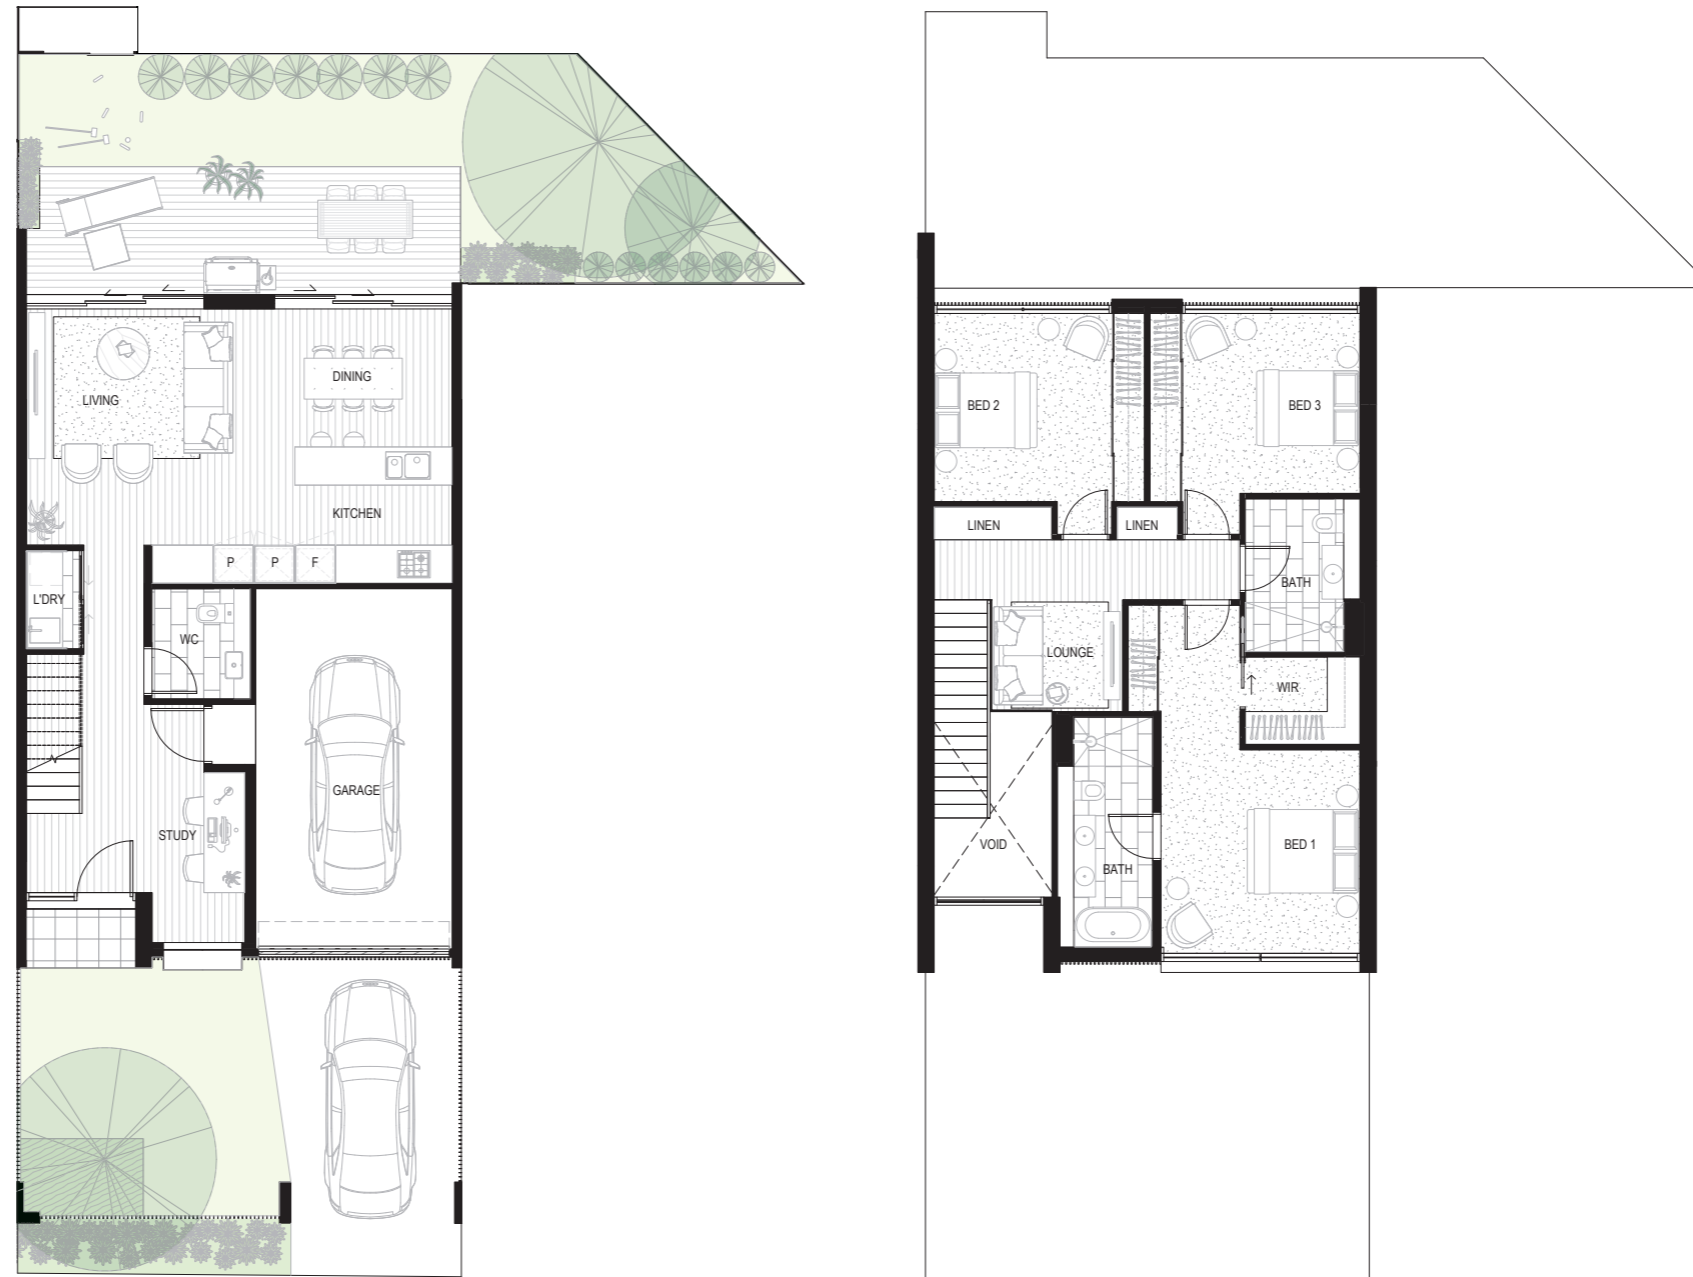 LIVING
DINING
KITCHEN
P
P
F
L'DRY
WC
GARAGE
STUDY
BED 2
BED 3
LINEN
LINEN
BATH
LOUNGE
WIR
VOID
BATH
BED 1